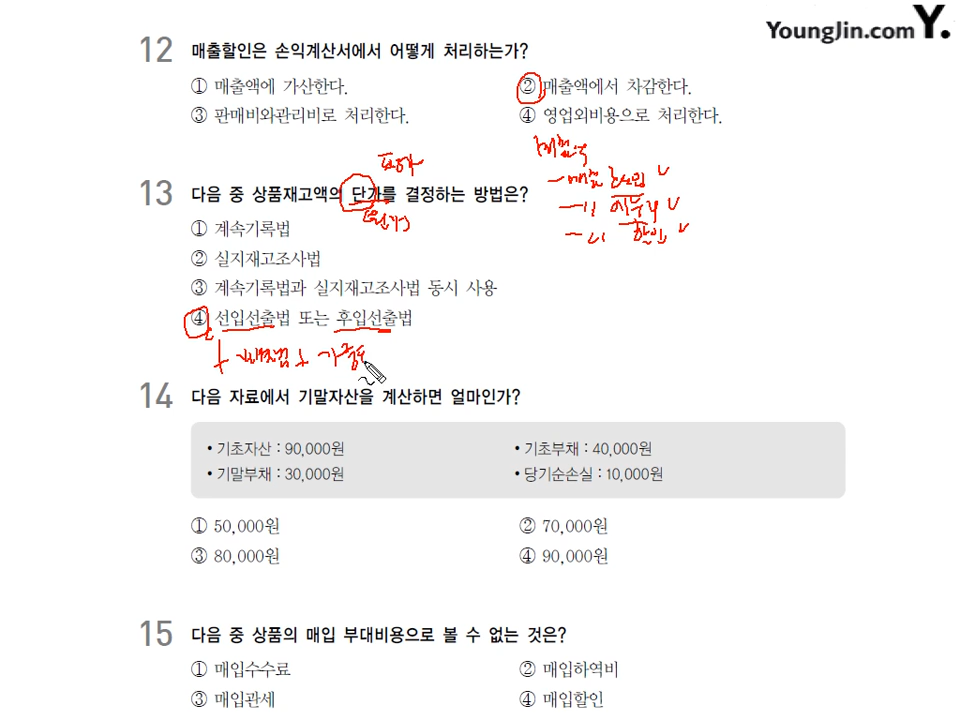 YoungJin.com Y.
12 매출할인은 손익계산서에서 어떻게 처리하는가?
① 매출액에 가산한다. ② 매출액에서 차감한다.
③ 판매비와관리비로 처리한다. ④ 영업외비용으로 처리한다.
13 다음 중 상품재고액의 단가를 결정하는 방법은?
① 계속기록법
② 실지재고조사법
③ 계속기록법과 실지재고조사법 동시 사용
④ 선입선출법 또는 후입선출법
14 다음 자료에서 기말자산을 계산하면 얼마인가?
• 기초자산 : 90,000원 • 기초부채 : 40,000원
• 기말부채 : 30,000원 • 당기순손실 : 10,000원
① 50,000원 ② 70,000원
③ 80,000원 ④ 90,000원
15 다음 중 상품의 매입 부대비용으로 볼 수 없는 것은?
① 매입수수료 ② 매입하역비
③ 매입관세 ④ 매입할인